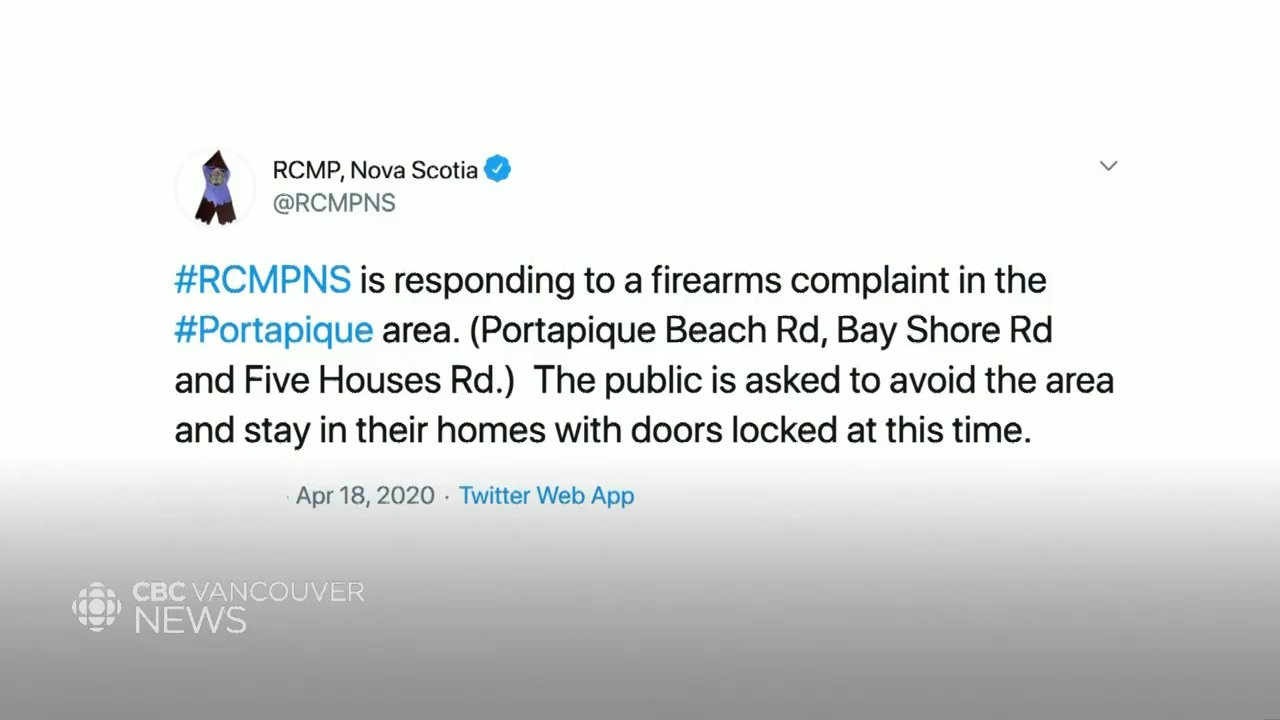 RCMP, Nova Scotia
@RCMPNS
#RCMPNS is responding to a firearms complaint in the
#Portapique area. (Portapique Beach Rd, Bay Shore Rd
and Five Houses Rd.)  The public is asked to avoid the area
and stay in their homes with doors locked at this time.
· Apr 18, 2020 · Twitter Web App
CBC VANCOUVER
NEWS